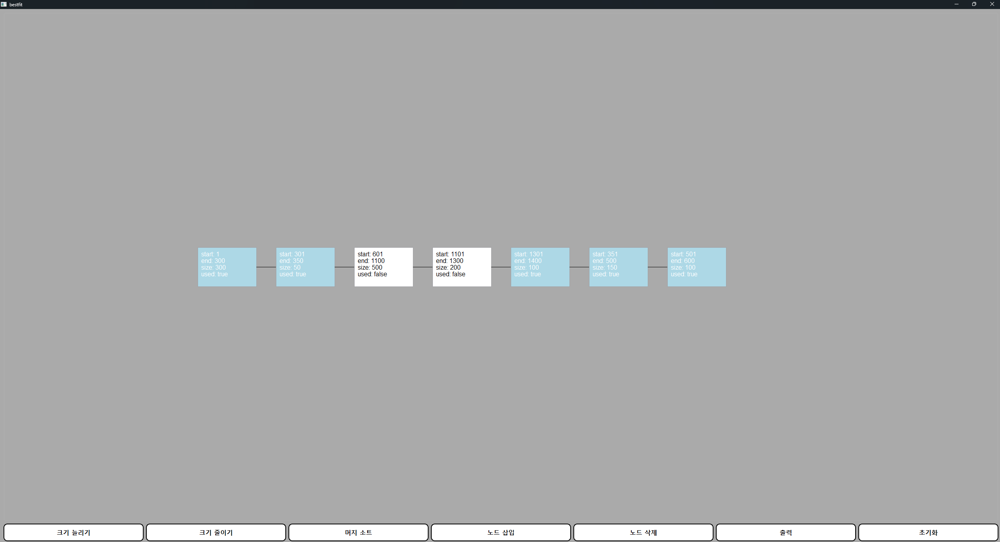 bestfit
start: 1
end: 300
size: 300
used: true
start: 301
end: 350
size: 50
used: true
start: 601
end: 1100
size: 500
used: false
start: 1101
end: 1300
size: 200
used: false
start: 1301
end: 1400
size: 100
used: true
start: 351
end: 500
size: 150
used: true
start: 501
end: 600
size: 100
used: true
크기 늘리기
크기 줄이기
머지 소트
노드 삽입
노드 삭제
출력
초기화